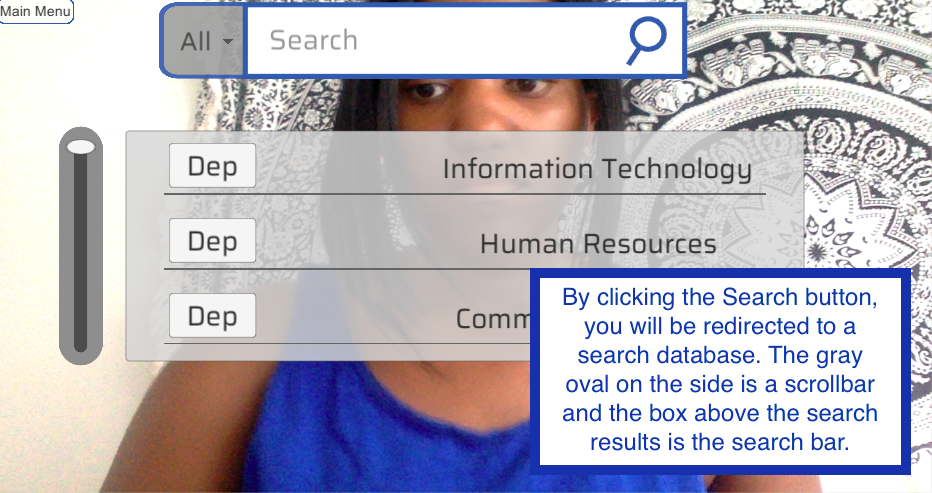 Main Menu
All
Search
Dep
Information Technology
Dep
Human Resources
Dep
By clicking the Search button,
you will be redirected to a
search database. The gray
oval on the side is a scrollbar
and the box above the search
results is the search bar.